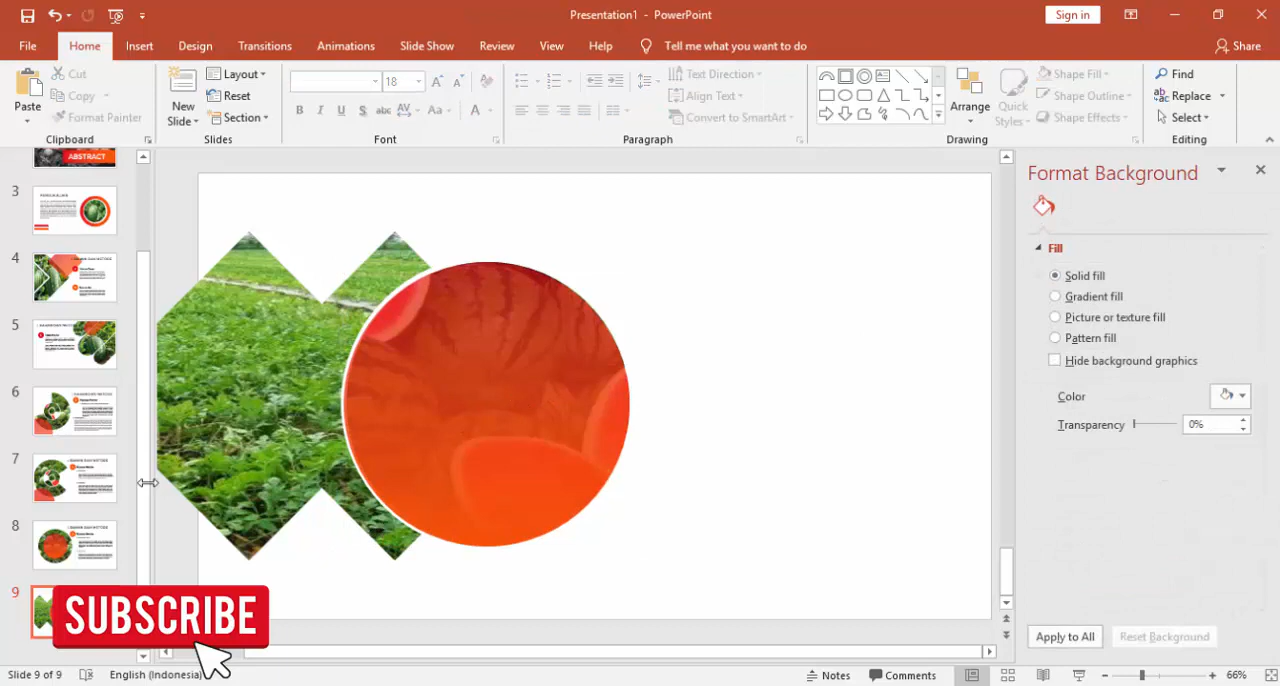 Presentation1 - PowerPoint
Sign in
File Home Insert Design Transitions Animations Slide Show Review View Help Tell me what you want to do Share
Paste
Cut
Copy
Format Painter
Clipboard
New
Slide
Layout
Reset
Section
Slides
18
B I U S abc AV Aa A
Font
Text Direction
Align Text
Convert to SmartArt
Paragraph
Arrange
Quick
Styles
Shape Fill
Shape Outline
Shape Effects
Drawing
Find
Replace
Select
Editing
ABSTRACT
3
4
5
6
7
8
9
SUBSCRIBE
Format Background
Fill
Solid fill
Gradient fill
Picture or texture fill
Pattern fill
Hide background graphics
Color
Transparency
0%
Apply to All
Reset Background
Slide 9 of 9
English (Indonesia)
Notes
Comments
66%